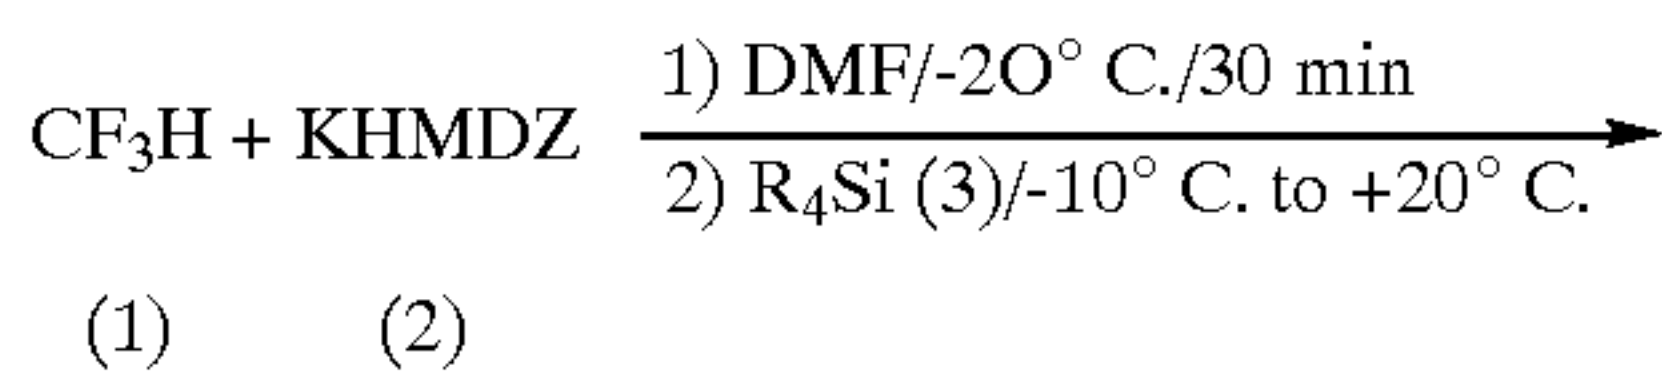 1) DMF/-2O° C./30 min
CF₃H + KHMDZ
2) R₄Si (3)/-10° C. to +20° C.
(1) (2)